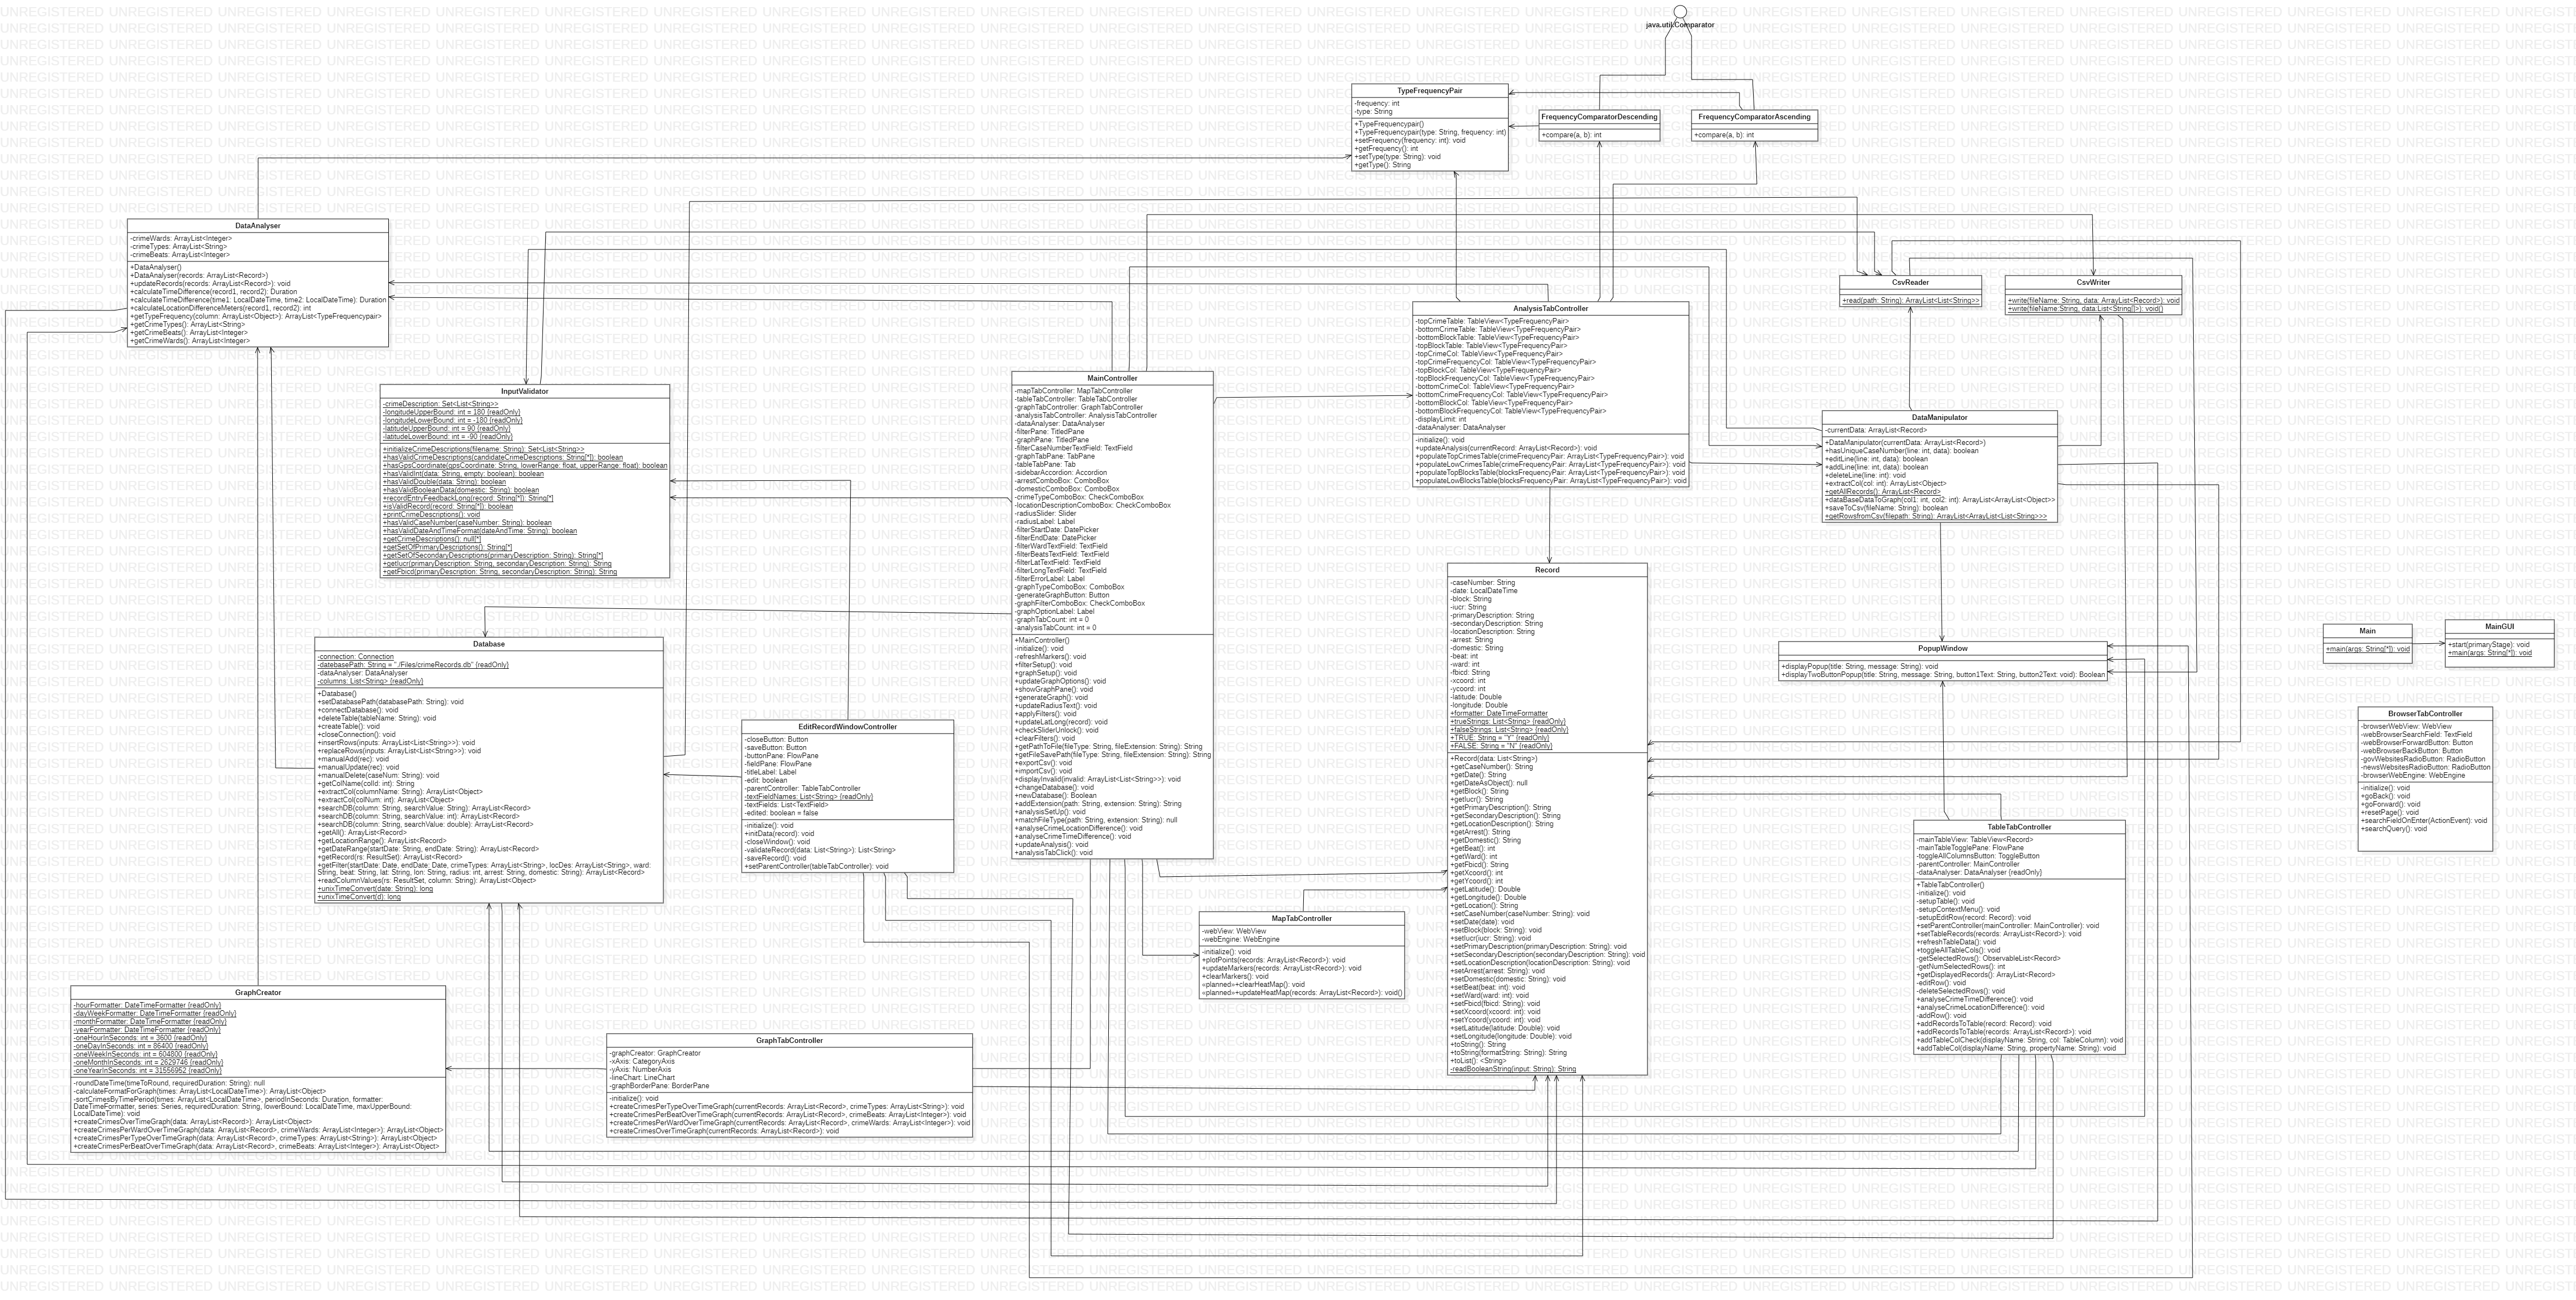 java.util.Comparator
TypeFrequencyPair
-frequency: int
-type: String
+TypeFrequencypair()
+TypeFrequencypair(type: String, frequency: int)
+setFrequency(frequency: int): void
+getFrequency(): int
+setType(type: String): void
+getType(): String
FrequencyComparatorDescending
+compare(a, b): int
FrequencyComparatorAscending
+compare(a, b): int
DataAnalyser
-crimeWards: ArrayList<Integer>
-crimeTypes: ArrayList<String>
-crimeBeats: ArrayList<Integer>
+DataAnalyser()
+DataAnalyser(records: ArrayList<Record>)
+updateRecords(records: ArrayList<Record>): void
+calculateTimeDifference(record1, record2): Duration
+calculateTimeDifference(time1: LocalDateTime, time2: LocalDateTime): Duration
+calculateLocationDifferenceMeters(record1, record2): int
+getTypeFrequency(column: ArrayList<Object>): ArrayList<TypeFrequencypair>
+getCrimeTypes(): ArrayList<String>
+getCrimeBeats(): ArrayList<Integer>
+getCrimeWards(): ArrayList<Integer>
CsvReader
+read(path: String): ArrayList<List<String>>
CsvWriter
+write(fileName: String, data: ArrayList<Record>): void
+write(fileName:String, data:List<String[]>): void()
AnalysisTabController
-topCrimeTable: TableView<TypeFrequencyPair>
-bottomCrimeTable: TableView<TypeFrequencyPair>
-bottomBlockTable: TableView<TypeFrequencyPair>
-topBlockTable: TableView<TypeFrequencyPair>
-topCrimeCol: TableView<TypeFrequencyPair>
-topCrimeFrequencyCol: TableView<TypeFrequencyPair>
-topBlockCol: TableView<TypeFrequencyPair>
-topBlockFrequencyCol: TableView<TypeFrequencyPair>
-bottomCrimeCol: TableView<TypeFrequencyPair>
-bottomCrimeFrequencyCol: TableView<TypeFrequencyPair>
-bottomBlockCol: TableView<TypeFrequencyPair>
-bottomBlockFrequencyCol: TableView<TypeFrequencyPair>
-displayLimit: int
-dataAnalyser: DataAnalyser
-initialize(): void
+updateAnalysis(currentRecord: ArrayList<Record>): void
+populateTopCrimesTable(crimeFrequencyPair: ArrayList<TypeFrequencyPair>): void
+populateLowCrimes(crimeFrequencyPair: ArrayList<TypeFrequencyPair>): void
+populateTopBlocksTable(blocksFrequencyPair: ArrayList<TypeFrequencyPair>): void
+populateLowBlocksTable(blocksFrequencyPair: ArrayList<TypeFrequencyPair>): void
InputValidator
-crimeDescription: Set<List<String>>
-longitudeUpperBound: int = 180 {readOnly}
-longitudeLowerBound: int = -180 {readOnly}
-latitudeUpperBound: int = 90 {readOnly}
-latitudeLowerBound: int = -90 {readOnly}
+initializeCrimeDescriptions(filename: String): Set<List<String>>
+hasValidCrimeDescriptions(candidateCrimeDescriptions: String[*]): boolean
+hasGpsCoordinate(gpsCoordinate: String, lowerRange: float, upperRange: float): boolean
+hasValidInt(data: String, empty: boolean): boolean
+hasValidDouble(data: String): boolean
+hasValidBooleanData(domestic: String): boolean
+recordEntryFeedbackLong(record: String[*]): String[*]
+isValidRecord(record: String[*]): boolean
+printCrimeDescriptions(): void
+hasValidCaseNumber(caseNumber: String): boolean
+hasValidDateAndTimeFormat(dateAndTime: String): boolean
+getCrimeDescriptions(): null[*]
+getSetOfPrimaryDescriptions(): String[*]
+getSetOfSecondaryDescriptions(primaryDescription: String): String[*]
+getIucr(primaryDescription: String, secondaryDescription: String): String
+getFbicd(primaryDescription: String, secondaryDescription: String): String
MainController
-mapTabController: MapTabController
-tableTabController: TableTabController
-graphTabController: GraphTabController
-analysisTabController: AnalysisTabController
-dataAnalyser: DataAnalyser
-filterPane: TitledPane
-graphPane: TitledPane
-filterCaseNumberTextField: TextField
-graphTabPane: TabPane
-tableTabPane: Tab
-sidebarAccordion: Accordion
-arrestComboBox: ComboBox
-domesticComboBox: ComboBox
-crimeTypeComboBox: CheckComboBox
-locationDescriptionComboBox: CheckComboBox
-radiusSlider: Slider
-radiusLabel: Label
-filterStartDate: DatePicker
-filterEndDate: DatePicker
-filterWardTextField: TextField
-filterBeatsTextField: TextField
-filterLatTextField: TextField
-filterLongTextField: TextField
-filterErrorLabel: Label
-graphTypeComboBox: ComboBox
-generateGraphButton: Button
-graphFilterComboBox: CheckComboBox
-graphOptionLabel: Label
-graphTabCount: int = 0
-analysisTabCount: int = 0
+MainController()
-initialize(): void
-refreshMarkers(): void
+filterSetup(): void
+graphSetup(): void
+updateGraphOptions(): void
+showGraphPane(): void
+generateGraph(): void
+updateRadiusText(): void
+applyFilters(): void
+updateLatLong(record): void
+checkSliderUnlock(): void
+clearFilters(): void
+getPathToFile(fileType: String, fileExtension: String): String
+getFileSavePath(fileType: String, fileExtension: String): String
+exportCsv(): void
+importCsv(): void
+displayInvalid(invalid: ArrayList<List<String>>): void
+changeDatabase(): void
+newDatabase(): Boolean
+addExtension(path: String, extension: String): String
+analysisSetUp(): void
+matchFileType(path: String, extension: String): null
+analyseCrimeLocationDifference(): void
+analyseCrimeTimeDifference(): void
+updateAnalysis(): void
+analysisTabClick(): void
DataManipulator
-currentData: ArrayList<Record>
+DataManipulator(currentData: ArrayList<Record>)
+hasUniqueCaseNumber(line: int, data): boolean
+editLine(line: int, data): boolean
+addLine(line: int, data): boolean
+deleteLine(line: int): void
+extractCol(col: int): ArrayList<Object>
+getAllRecords(): ArrayList<Record>
+dataBaseDataToGraph(col1: int, col2: int): ArrayList<ArrayList<Object>>
+saveToCsv(fileName: String): boolean
+getRowsfromCsv(filepath: String): ArrayList<ArrayList<List<String>>>
Record
-caseNumber: String
-date: LocalDateTime
-block: String
-iucr: String
-primaryDescription: String
-secondaryDescription: String
-locationDescription: String
-arrest: String
-domestic: String
-beat: int
-ward: int
-fbicd: String
-xcoord: int
-ycoord: int
-latitude: Double
-longitude: Double
+formatter: DateTimeFormatter
+trueStrings: List<String> {readOnly}
+falseStrings: List<String> {readOnly}
+TRUE: String = "Y" {readOnly}
+FALSE: String = "N" {readOnly}
+Record(data: List<String>)
+getCaseNumber(): String
+getDate(): String
+getDateAsObject(): null
+getBlock(): String
+getIucr(): String
+getPrimaryDescription(): String
+getSecondaryDescription(): String
+getLocationDescription(): String
+getArrest(): String
+getDomestic(): String
+getBeat(): int
+getWard(): int
+getFbicd(): String
+getXcoord(): int
+getYcoord(): int
+getLatitude(): Double
+getLongitude(): Double
+getLocation(): String
+setCaseNumber(caseNumber: String): void
+setDate(date): void
+setBlock(block: String): void
+setIucr(iucr: String): void
+setPrimaryDescription(primaryDescription: String): void
+setSecondaryDescription(secondaryDescription: String): void
+setLocationDescription(locationDescription: String): void
+setArrest(arrest: String): void
+setDomestic(domestic: String): void
+setBeat(beat: int): void
+setWard(ward: int): void
+setFbicd(fbicd: String): void
+setXcoord(xcoord: int): void
+setYcoord(ycoord: int): void
+setLatitude(latitude: Double): void
+setLongitude(longitude: Double): void
+toString(): String
+toString(formatString: String): String
+toList(): <String>
-readBooleanString(input: String): String
Main
+main(args: String[*]): void
MainGUI
+start(primaryStage): void
+main(args: String[*]): void
Database
-connection: Connection
-datebasePath: String = "./Files/crimeRecords.db" {readOnly}
-dataAnalyser: DataAnalyser
-columns: List<String> {readOnly}
+Database()
+setDatabasePath(databasePath: String): void
+connectDatabase(): void
+deleteTable(tableName: String): void
+createTable(): void
+closeConnection(): void
+insertRows(inputs: ArrayList<List<String>>): void
+replaceRows(inputs: ArrayList<List<String>>): void
+manualAdd(rec): void
+manualUpdate(rec): void
+manualDelete(caseNum: String): void
+getColName(colId: int): String
+extractCol(columnName: String): ArrayList<Object>
+extractCol(colNum: int): ArrayList<Object>
+searchDB(column: String, searchValue: String): ArrayList<Record>
+searchDB(column: String, searchValue: int): ArrayList<Record>
+searchDB(column: String, searchValue: double): ArrayList<Record>
+getAll(): ArrayList<Record>
+getLocationRange(): ArrayList<Record>
+getDateRange(startDate: String, endDate: String): ArrayList<Record>
+getRecord(rs: ResultSet): ArrayList<Record>
+getFilter(startDate: Date, endDate: Date, crimeTypes: ArrayList<String>, locDes: ArrayList<String>, ward:
String, beat: String, lat: String, lon: String, radius: int, arrest: String, domestic: String): ArrayList<Record>
+readColumnValues(rs: ResultSet, column: String): ArrayList<Object>
+unixTimeConvert(date: String): long
+unixTimeConvert(d): long
PopupWindow
+displayPopup(title: String, message: String): void
+displayTwoButtonPopup(title: String, message: String, button1Text: String, button2Text: void): Boolean
BrowserTabController
-browserWebView: WebView
-webBrowserSearchField: TextField
-webBrowserForwardButton: Button
-webBrowserBackButton: Button
-govWebsitesRadioButton: RadioButton
-newsWebsitesRadioButton: RadioButton
-browserWebEngine: WebEngine
-initialize(): void
+goBack(): void
+goForward(): void
+resetPage(): void
+searchFieldOnEnter(ActionEvent): void
+searchQuery(): void
EditRecordWindowController
-closeButton: Button
-saveButton: Button
-buttonPane: FlowPane
-fieldPane: FlowPane
-titleLabel: Label
-edit: boolean
-parentController: TableTabController
-textFieldNames: List<String> {readOnly}
-textFields: List<TextField>
-edited: boolean = false
-initialize(): void
+initData(record): void
-closeWindow(): void
-validateRecord(data: List<String>): List<String>
-saveRecord(): void
+setParentController(tableTabController): void
TableTabController
-mainTableView: TableView<Record>
-mainTableTogglePane: FlowPane
-toggleAllColumnsButton: ToggleButton
-parentController: MainController
-dataAnalyser: DataAnalyser {readOnly}
+TableTabController()
-initialize(): void
-setupTable(): void
-setupContextMenu(): void
-setupEditRow(record: Record): void
+setParentController(mainController: MainController): void
+setTableRecords(records: ArrayList<Record>): void
+refreshTableData(): void
+toggleAllTableCols(): void
-getSelectedRows(): ObservableList<Record>
-getNumSelectedRows(): int
+getDisplayedRecords(): ArrayList<Record>
-editRow(): void
-deleteSelectedRows(): void
+analyseCrimeTimeDifference(): void
+analyseCrimeLocationDifference(): void
-addRow(): void
+addRecordsToTable(record: Record): void
+addRecordsToTable(records: ArrayList<Record>): void
+addTableColCheck(displayName: String, col: TableColumn): void
+addTableCol(displayName: String, propertyName: String): void
MapTabController
-webView: WebView
-webEngine: WebEngine
-initialize(): void
+plotPoints(records: ArrayList<Record>): void
+updateMarkers(records: ArrayList<Record>): void
+clearMarkers(): void
«planned»+clearHeatMap(): void
«planned»+updateHeatMap(records: ArrayList<Record>): void()
GraphCreator
-hourFormatter: DateTimeFormatter {readOnly}
-dayWeekFormatter: DateTimeFormatter {readOnly}
-monthFormatter: DateTimeFormatter {readOnly}
-yearFormatter: DateTimeFormatter {readOnly}
-oneHourInSeconds: int = 3600 {readOnly}
-oneDayInSeconds: int = 86400 {readOnly}
-oneWeekInSeconds: int = 604800 {readOnly}
-oneMonthInSeconds: int = 2629746 {readOnly}
-oneYearInSeconds: int = 31556952 {readOnly}
-roundDateTime(timeToRound, requiredDuration: String): null
-calculateFormatForGraph(times: ArrayList<LocalDateTime>): ArrayList<Object>
-sortCrimesByTimePeriod(times: ArrayList<LocalDateTime>, periodInSeconds: Duration, formatter:
DateTimeFormatter, series: Series, requiredDuration: String, lowerBound: LocalDateTime, maxUpperBound:
LocalDateTime): void
+createCrimesOverTimeGraph(data: ArrayList<Record>): ArrayList<Object>
+createCrimesPerWardOverTimeGraph(data: ArrayList<Record>, crimeWards: ArrayList<Integer>): ArrayList<Object>
+createCrimesPerTypeOverTimeGraph(data: ArrayList<Record>, crimeTypes: ArrayList<String>): ArrayList<Object>
+createCrimesPerBeatOverTimeGraph(data: ArrayList<Record>, crimeBeats: ArrayList<Integer>): ArrayList<Object>
GraphTabController
-graphCreator: GraphCreator
-xAxis: CategoryAxis
-yAxis: NumberAxis
-lineChart: LineChart
-graphBorderPane: BorderPane
-initialize(): void
+createCrimesPerTypeOverTimeGraph(currentRecords: ArrayList<Record>, crimeTypes: ArrayList<String>): void
+createCrimesPerBeatOverTimeGraph(currentRecords: ArrayList<Record>, crimeBeats: ArrayList<Integer>): void
+createCrimesPerWardOverTimeGraph(currentRecords: ArrayList<Record>, crimeWards: ArrayList<Integer>): void
+createCrimesOverTimeGraph(currentRecords: ArrayList<Record>): void